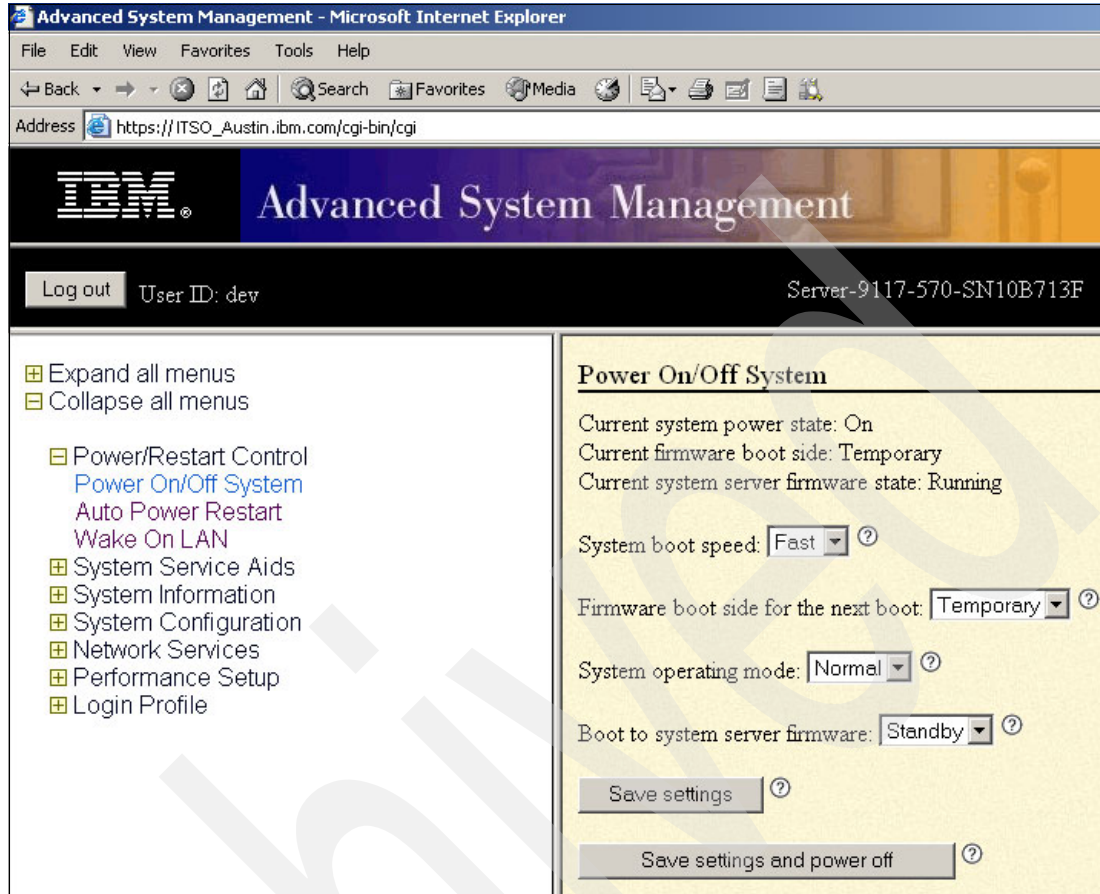 Advanced System Management - Microsoft Internet Explorer
File Edit View Favorites Tools Help
Back Search Favorites Media
Address https://ITSO_Austin.ibm.com/cgi-bin/cgi
IBM® Advanced System Management
Log out User ID: dev Server-9117-570-SN10B713F
Expand all menus
Collapse all menus
Power/Restart Control
Power On/Off System
Auto Power Restart
Wake On LAN
System Service Aids
System Information
System Configuration
Network Services
Performance Setup
Login Profile
Power On/Off System
Current system power state: On
Current firmware boot side: Temporary
Current system server firmware state: Running
System boot speed: Fast ?
Firmware boot side for the next boot: Temporary ?
System operating mode: Normal ?
Boot to system server firmware: Standby ?
Save settings ?
Save settings and power off ?
hived